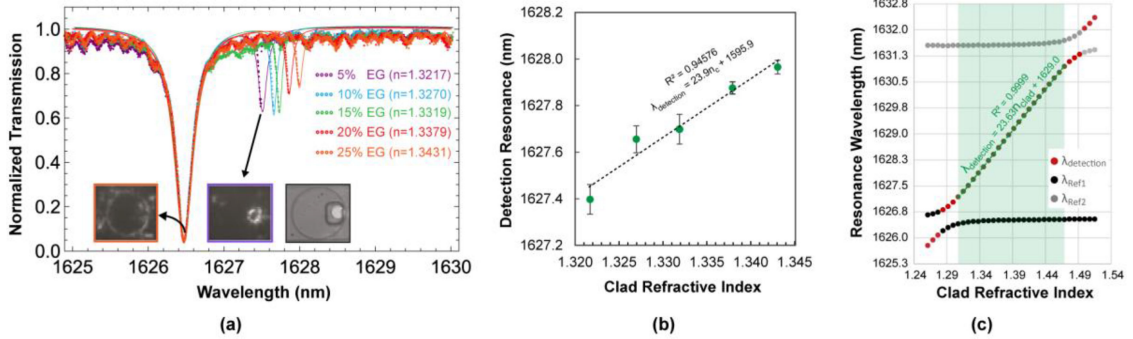 1.0
0.8
0.6
0.4
0.2
0.0
Normalized Transmission
5% EG (n=1.3217)
10% EG (n=1.3270)
15% EG (n=1.3319)
20% EG (n=1.3379)
25% EG (n=1.3431)
1625 1626 1627 1628 1629 1630
Wavelength (nm)
(a)
1628.2
1628.0
1627.8
1627.6
1627.4
1627.2
Detection Resonance (nm)
R² = 0.94576
λdetection = 23.9nc + 1595.9
1.320 1.325 1.330 1.335 1.340 1.345
Clad Refractive Index
(b)
1632.8
1632.0
1631.3
1630.5
1629.8
1629.0
1628.3
1627.5
1626.8
1626.0
1625.3
Resonance Wavelength (nm)
R² = 0.9999
λdetection = 23.63nclad + 1629.0
λdetection
λRef1
λRef2
1.24 1.29 1.34 1.39 1.44 1.49 1.54
Clad Refractive Index
(c)